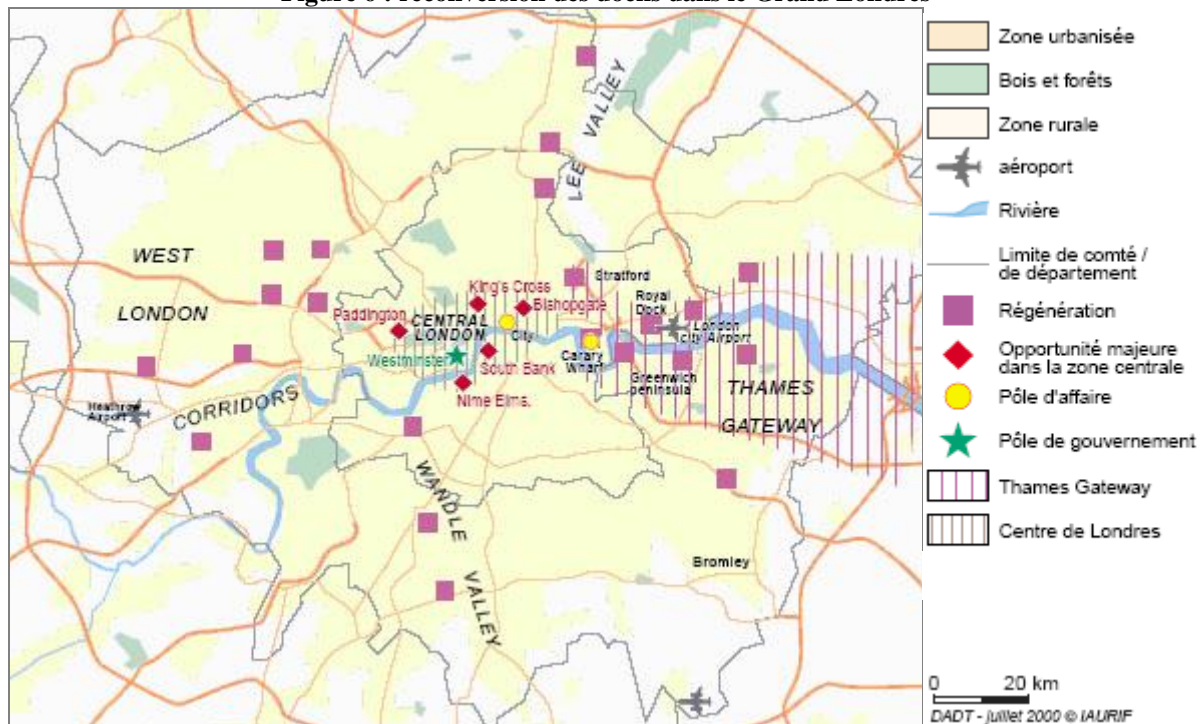 Figure 6 : reconversion des docks dans le Grand Londres
LEE VALLEY
WEST
LONDON
CORRIDORS
Heathrow
Airport
King's Cross
Bishopgate
Paddington
CENTRAL
LONDON
City
Westminster
South Bank
Nime Elms.
Stratford
Royal
Dock
London
city Airport
Canary
Wharf
Greenwich
peninsula
THAMES
GATEWAY
WANDLE
VALLEY
Bromley
Zone urbanisée
Bois et forêts
Zone rurale
aéroport
Rivière
Limite de comté /
de département
Régénération
Opportunité majeure
dans la zone centrale
Pôle d'affaire
Pôle de gouvernement
Thames Gateway
Centre de Londres
0 20 km
DADT - juillet 2000 © IAURIF